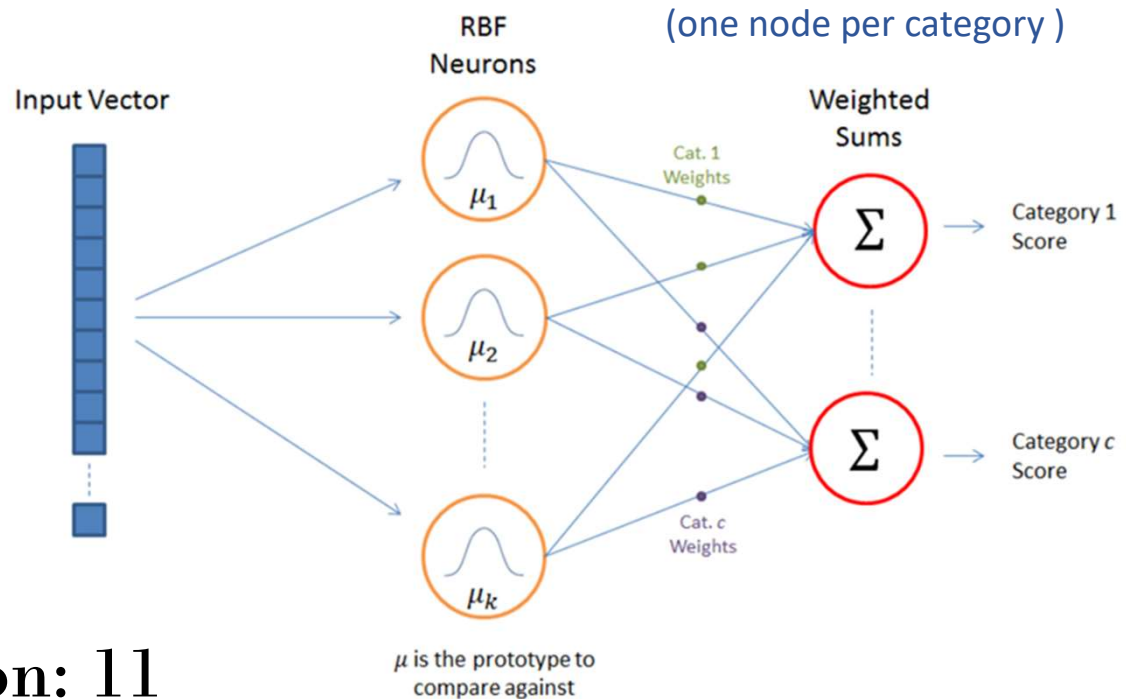 (one node per category )
RBF
Neurons
Input Vector
Weighted
Sums
Cat. 1
Weights
μ₁
Σ
Category 1
Score
μ₂
Σ
Category c
Score
Cat. c
Weights
μₖ
μ is the prototype to
compare against
on: 11